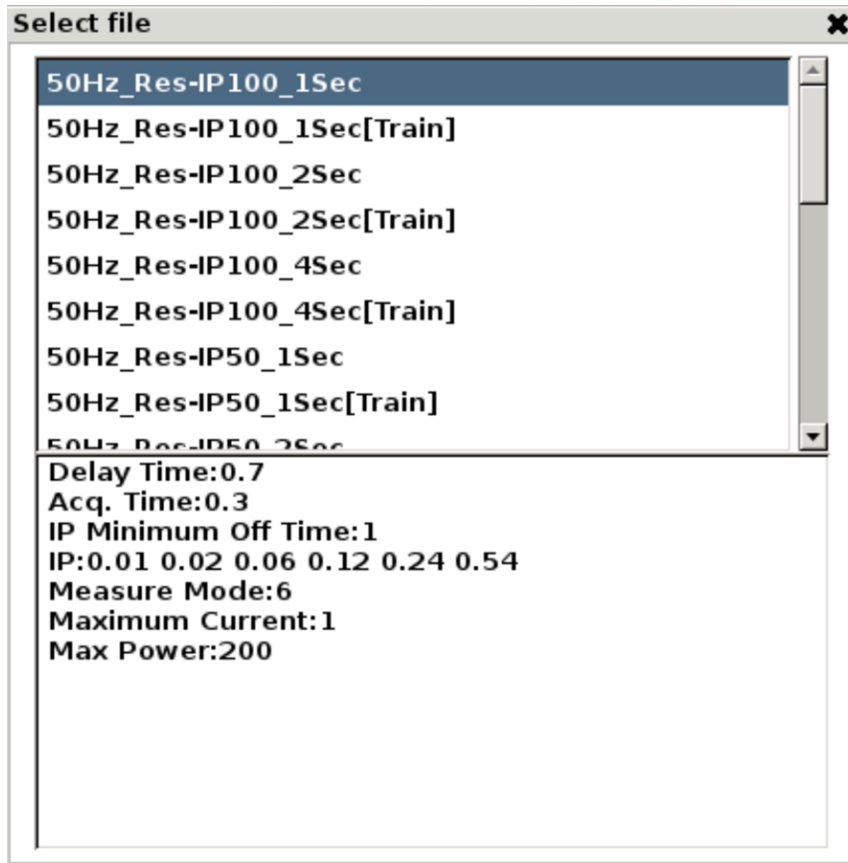 Select file
50Hz_Res-IP100_1Sec
50Hz_Res-IP100_1Sec[Train]
50Hz_Res-IP100_2Sec
50Hz_Res-IP100_2Sec[Train]
50Hz_Res-IP100_4Sec
50Hz_Res-IP100_4Sec[Train]
50Hz_Res-IP50_1Sec
50Hz_Res-IP50_1Sec[Train]
50Hz_Res-IP50_2Sec
Delay Time:0.7
Acq. Time:0.3
IP Minimum Off Time:1
IP:0.01 0.02 0.06 0.12 0.24 0.54
Measure Mode:6
Maximum Current:1
Max Power:200